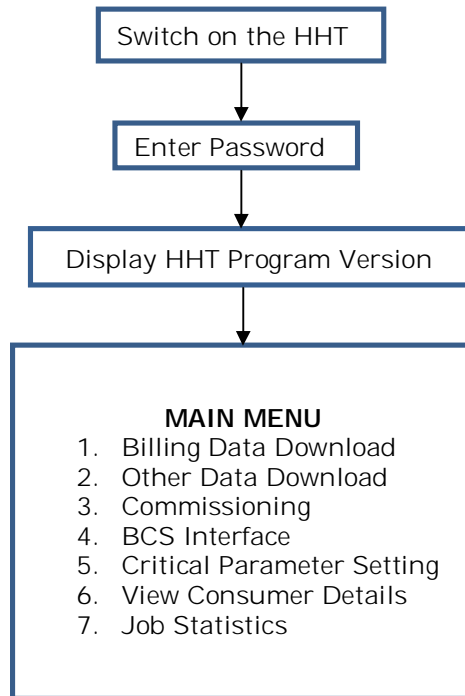 Switch on the HHT
Enter Password
Display HHT Program Version
MAIN MENU
1. Billing Data Download
2. Other Data Download
3. Commissioning
4. BCS Interface
5. Critical Parameter Setting
6. View Consumer Details
7. Job Statistics